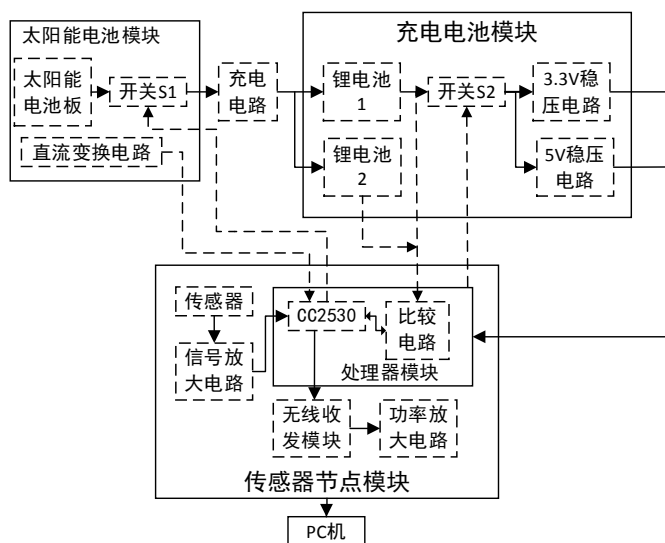 太阳能电池模块
太阳能
电池板
开关S1
直流变换电路
充电
电路
充电电池模块
锂电池
1
开关S2
3.3V稳
压电路
锂电池
2
5V稳压
电路
传感器
信号放
大电路
CC2530
比较
电路
处理器模块
无线收
发模块
功率放
大电路
传感器节点模块
PC机